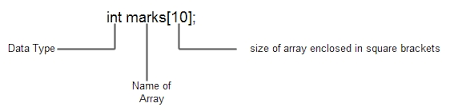 int marks[10];
Data Type
size of array enclosed in square brackets
Name of
Array